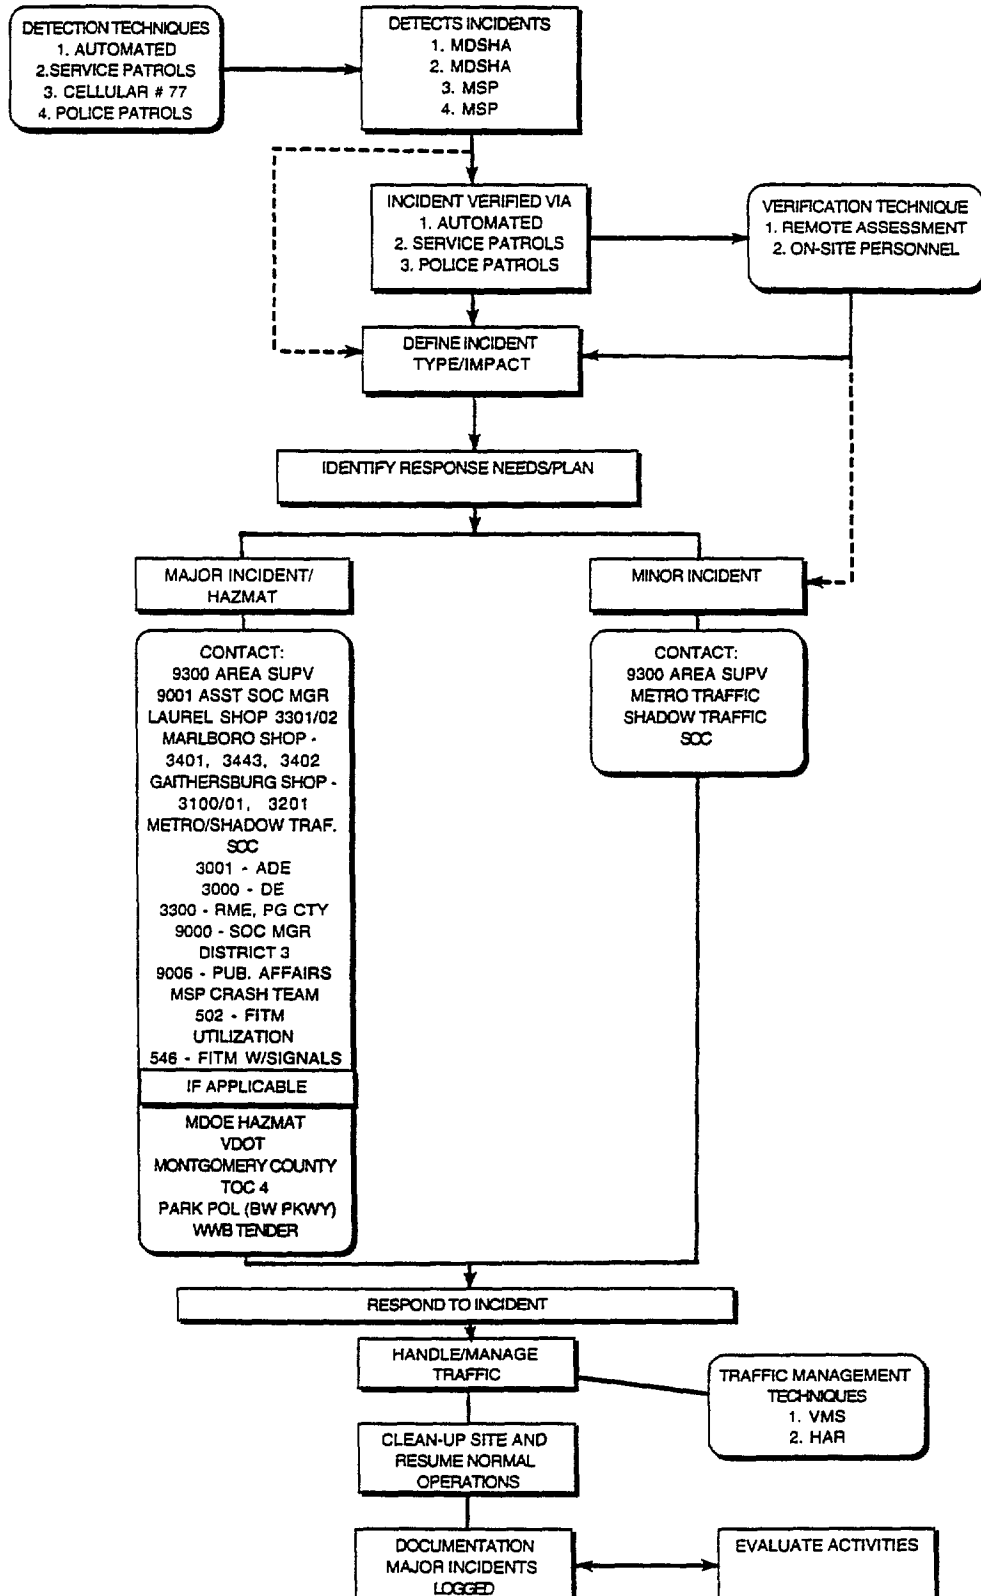 DETECTION TECHNIQUES
1. AUTOMATED
2.SERVICE PATROLS
3. CELLULAR # 77
4. POLICE PATROLS
DETECTS INCIDENTS
1. MDSHA
2. MDSHA
3. MSP
4. MSP
INCIDENT VERIFIED VIA
1. AUTOMATED
2. SERVICE PATROLS
3. POLICE PATROLS
VERIFICATION TECHNIQUE
1. REMOTE ASSESSMENT
2. ON-SITE PERSONNEL
DEFINE INCIDENT
TYPE/IMPACT
IDENTIFY RESPONSE NEEDS/PLAN
MAJOR INCIDENT/
HAZMAT
MINOR INCIDENT
CONTACT:
9300 AREA SUPV
9001 ASST SOC MGR
LAUREL SHOP 3301/02
MARLBORO SHOP -
3401, 3443, 3402
GAITHERSBURG SHOP -
3100/01, 3201
METRO/SHADOW TRAF.
SOC
3001 - ADE
3000 - DE
3300 - RME, PG CTY
9000 - SOC MGR
DISTRICT 3
9006 - PUB. AFFAIRS
MSP CRASH TEAM
502 - FITM
UTILIZATION
546 - FITM W/SIGNALS
IF APPLICABLE
MDOE HAZMAT
VDOT
MONTGOMERY COUNTY
TOC 4
PARK POL (BW PKWY)
WWB TENDER
CONTACT:
9300 AREA SUPV
METRO TRAFFIC
SHADOW TRAFFIC
SOC
RESPOND TO INCIDENT
HANDLE/MANAGE
TRAFFIC
TRAFFIC MANAGEMENT
TECHNIQUES
1. VMS
2. HAR
CLEAN-UP SITE AND
RESUME NORMAL
OPERATIONS
DOCUMENTATION
MAJOR INCIDENTS
LOGGED
EVALUATE ACTIVITIES